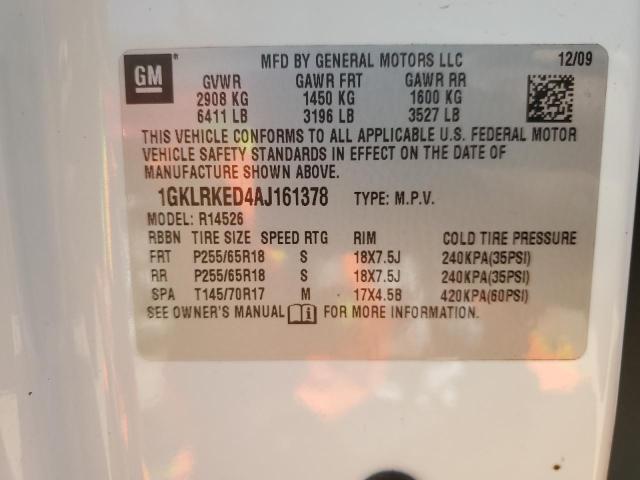 GM
MFD BY GENERAL MOTORS LLC 12/09
GVWR GAWR FRT GAWR RR
2908 KG 1450 KG 1600 KG
6411 LB 3196 LB 3527 LB
THIS VEHICLE CONFORMS TO ALL APPLICABLE U.S. FEDERAL MOTOR
VEHICLE SAFETY STANDARDS IN EFFECT ON THE DATE OF
MANUFACTURE SHOWN ABOVE.
1GKLRKED4AJ161378 TYPE: M.P.V.
MODEL: R14526
RBBN TIRE SIZE SPEED RTG RIM COLD TIRE PRESSURE
FRT P255/65R18 S 18X7.5J 240KPA(35PSI)
RR P255/65R18 S 18X7.5J 240KPA(35PSI)
SPA T145/70R17 M 17X4.5B 420KPA(60PSI)
SEE OWNER'S MANUAL FOR MORE INFORMATION.